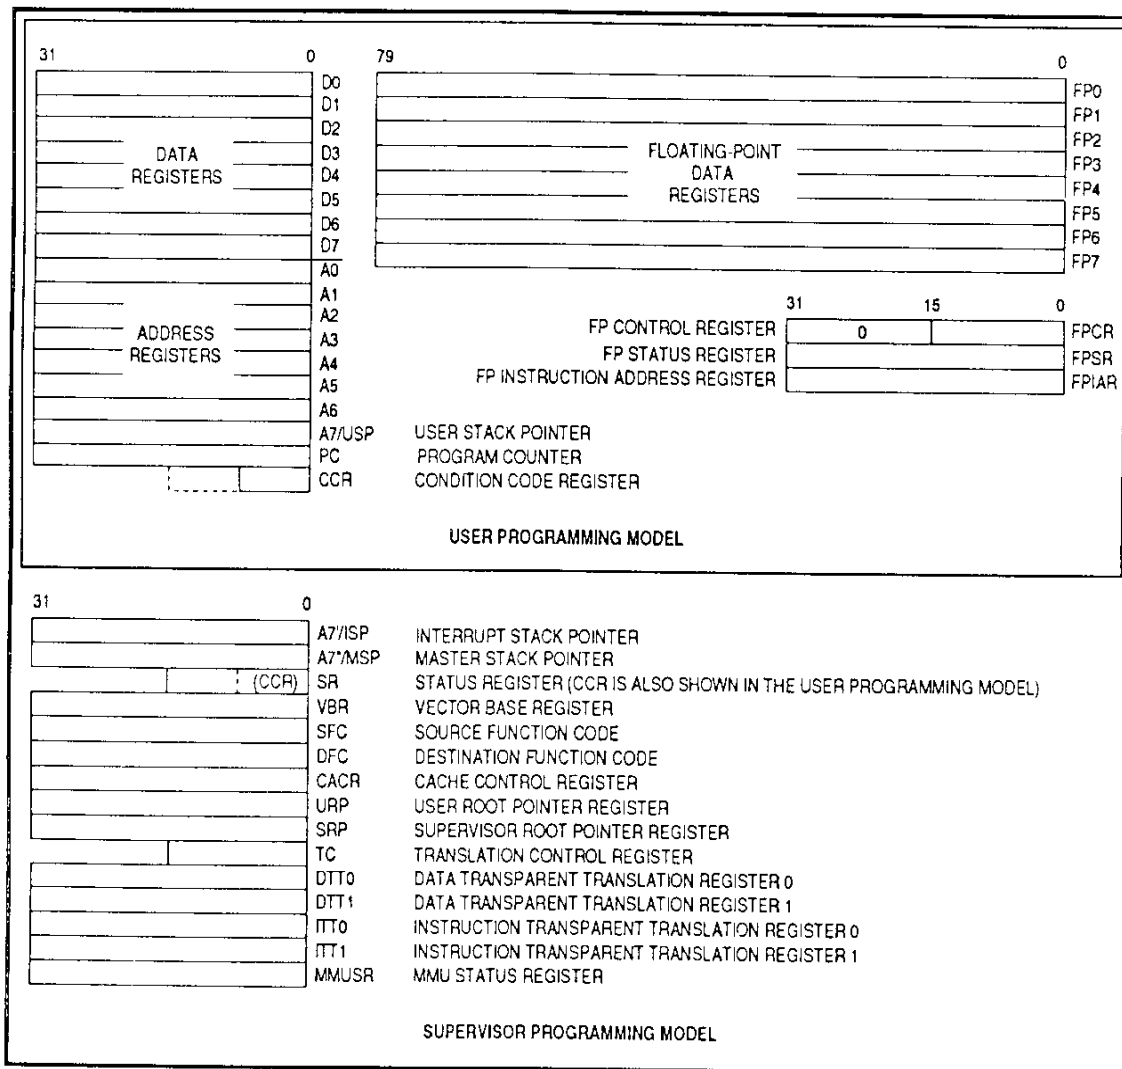 31 0 79 0
D0 FP0
D1 FP1
D2 FP2
DATA D3 FLOATING-POINT FP3
REGISTERS D4 DATA FP4
D5 REGISTERS FP5
D6 FP6
D7 FP7
A0
A1 31 15 0
A2 FP CONTROL REGISTER 0 FPCR
ADDRESS A3 FP STATUS REGISTER FPSR
REGISTERS A4 FP INSTRUCTION ADDRESS REGISTER FPIAR
A5
A6
A7/USP USER STACK POINTER
PC PROGRAM COUNTER
CCR CONDITION CODE REGISTER
USER PROGRAMMING MODEL
31 0
A7'/ISP INTERRUPT STACK POINTER
A7"/MSP MASTER STACK POINTER
(CCR) SR STATUS REGISTER (CCR IS ALSO SHOWN IN THE USER PROGRAMMING MODEL)
VBR VECTOR BASE REGISTER
SFC SOURCE FUNCTION CODE
DFC DESTINATION FUNCTION CODE
CACR CACHE CONTROL REGISTER
URP USER ROOT POINTER REGISTER
SRP SUPERVISOR ROOT POINTER REGISTER
TC TRANSLATION CONTROL REGISTER
DTT0 DATA TRANSPARENT TRANSLATION REGISTER 0
DTT1 DATA TRANSPARENT TRANSLATION REGISTER 1
ITT0 INSTRUCTION TRANSPARENT TRANSLATION REGISTER 0
ITT1 INSTRUCTION TRANSPARENT TRANSLATION REGISTER 1
MMUSR MMU STATUS REGISTER
SUPERVISOR PROGRAMMING MODEL